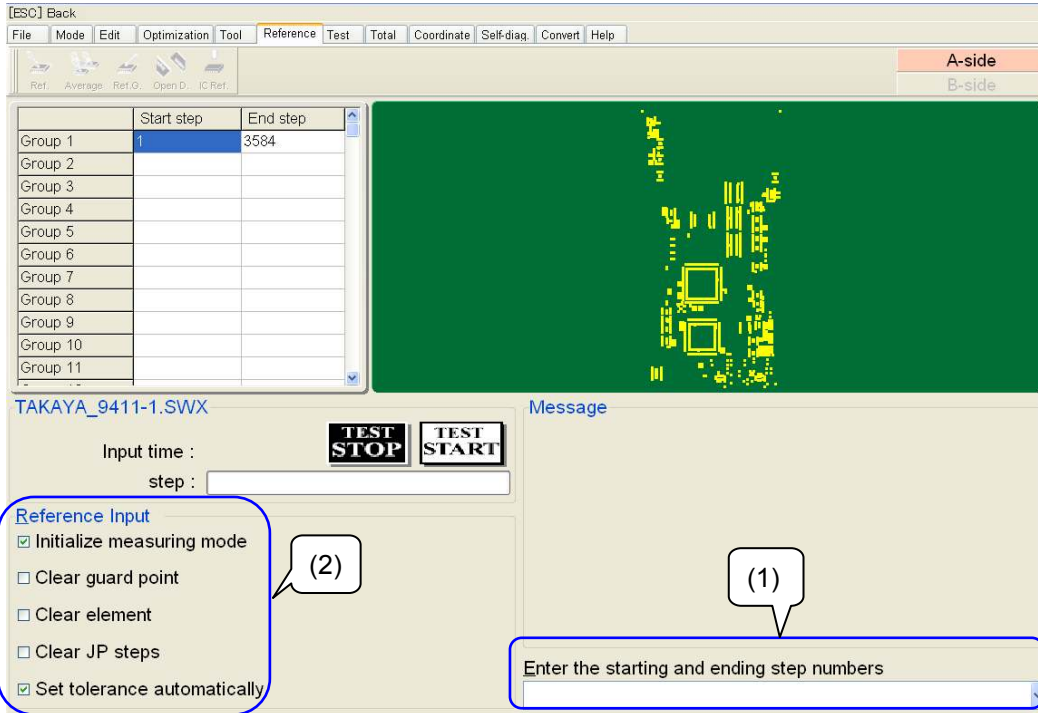 [ESC] Back
File Mode Edit Optimization Tool Reference Test Total Coordinate Self-diag. Convert Help
Ref. Average Ret.G. Open D.. IC Ref.
A-side
B-side
Start step End step
Group 1 1 3584
Group 2
Group 3
Group 4
Group 5
Group 6
Group 7
Group 8
Group 9
Group 10
Group 11
TAKAYA_9411-1.SWX
Message
Input time :
TEST STOP
TEST START
step :
Reference Input
Initialize measuring mode
(2)
Clear guard point
(1)
Clear element
Clear JP steps
Enter the starting and ending step numbers
Set tolerance automatically